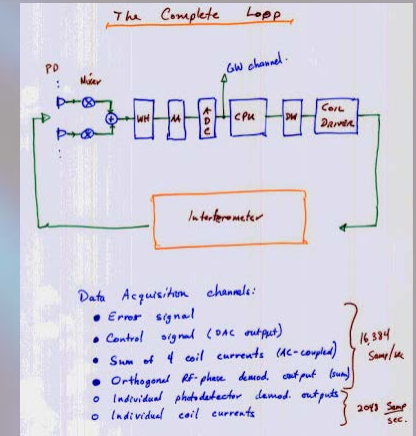 The Complete Loop
GW channel.
PD
Mixer
WH
AA
ADC
CPU
DW
COIL DRIVER
Interferometer
Data Acquisition channels:
Error signal
Control signal (DAC output)
Sum of 4 coil currents (AC-coupled)
Orthogonal RF-phase demod. output (sum)
16,384 Samp/sec
Individual photodetector demod. outputs
Individual coil currents
2048 Samp sec.